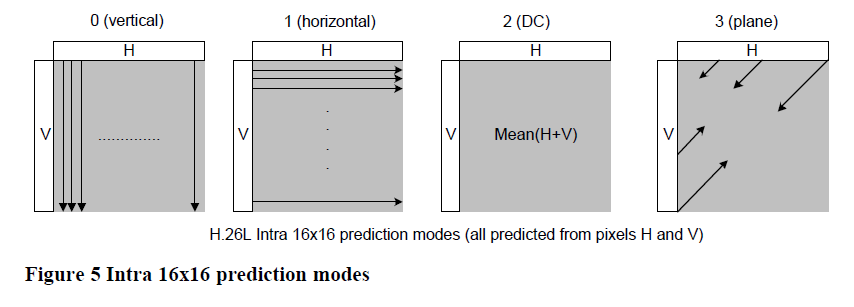 0 (vertical) 1 (horizontal) 2 (DC) 3 (plane)
H H H H
V V V Mean(H+V) V
H.26L Intra 16x16 prediction modes (all predicted from pixels H and V)
Figure 5 Intra 16x16 prediction modes